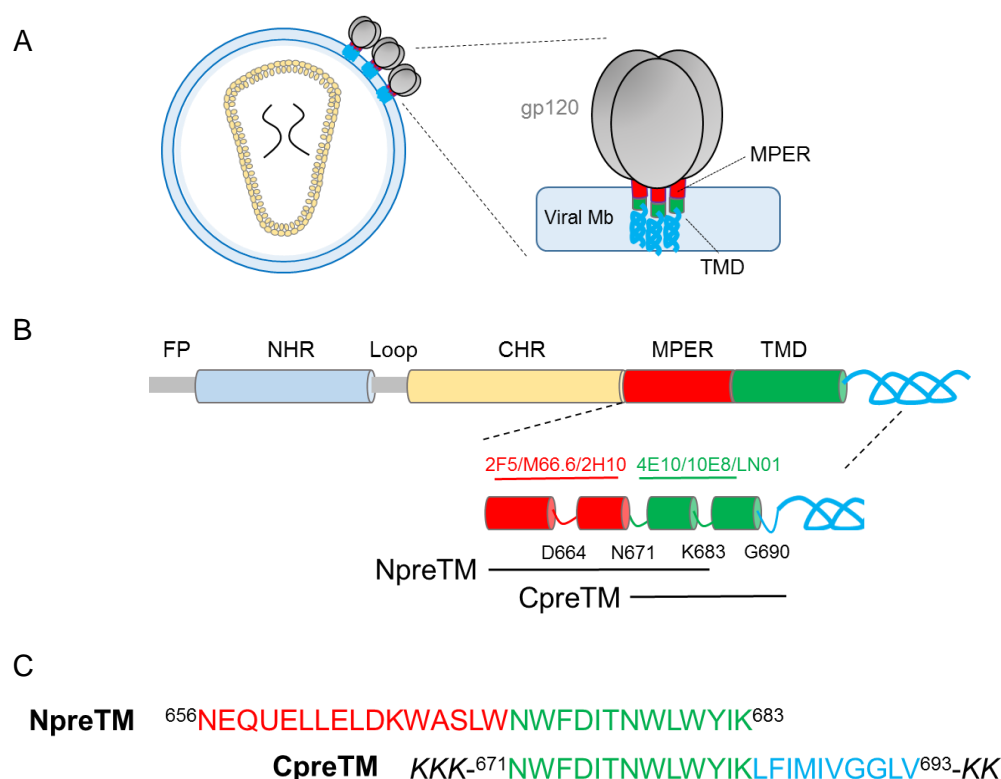 A
gp120
MPER
Viral Mb
TMD
B
FP NHR Loop CHR MPER TMD
2F5/M66.6/2H10 4E10/10E8/LN01
D664 N671 K683 G690
NpreTM
CpreTM
C
NpreTM 656NEQUELLELDKWASLWNWFDITNWLWYIK683
CpreTM KKK-671NWFDITNWLWYIKLFIMIVGGLV693-KK